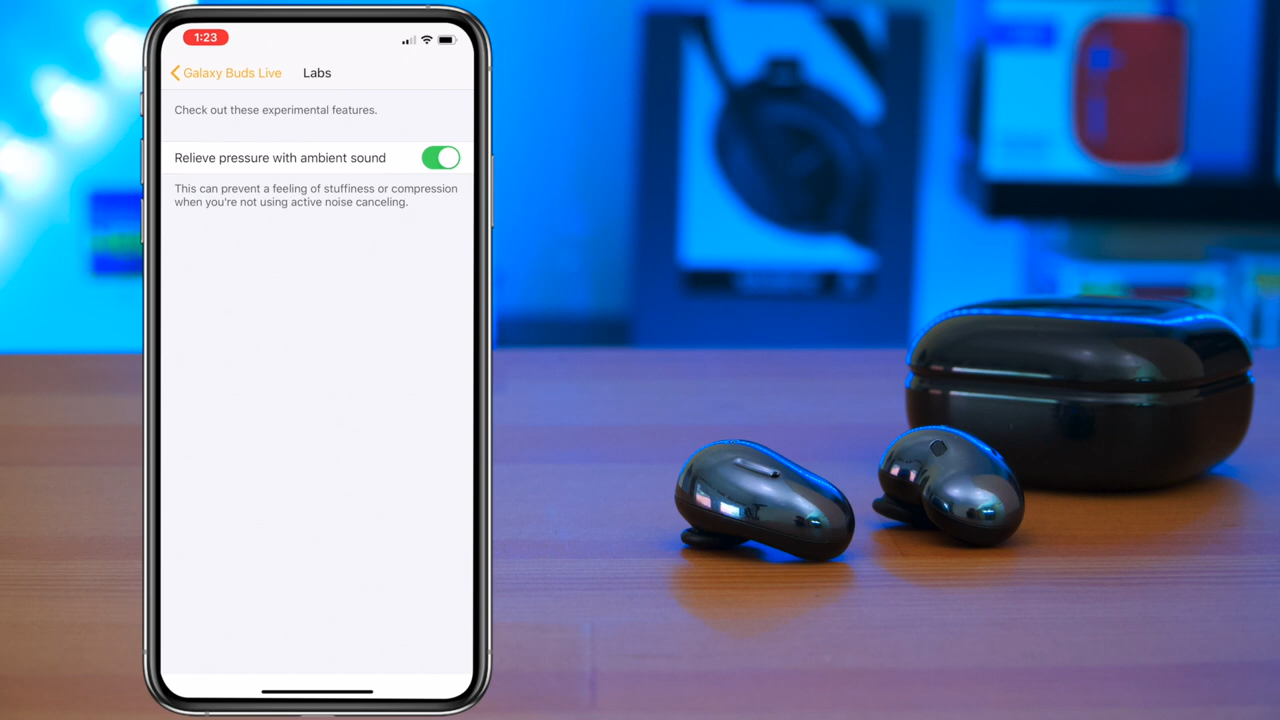 1:23
Galaxy Buds Live
Labs
Check out these experimental features.
Relieve pressure with ambient sound
This can prevent a feeling of stuffiness or compression
when you're not using active noise canceling.